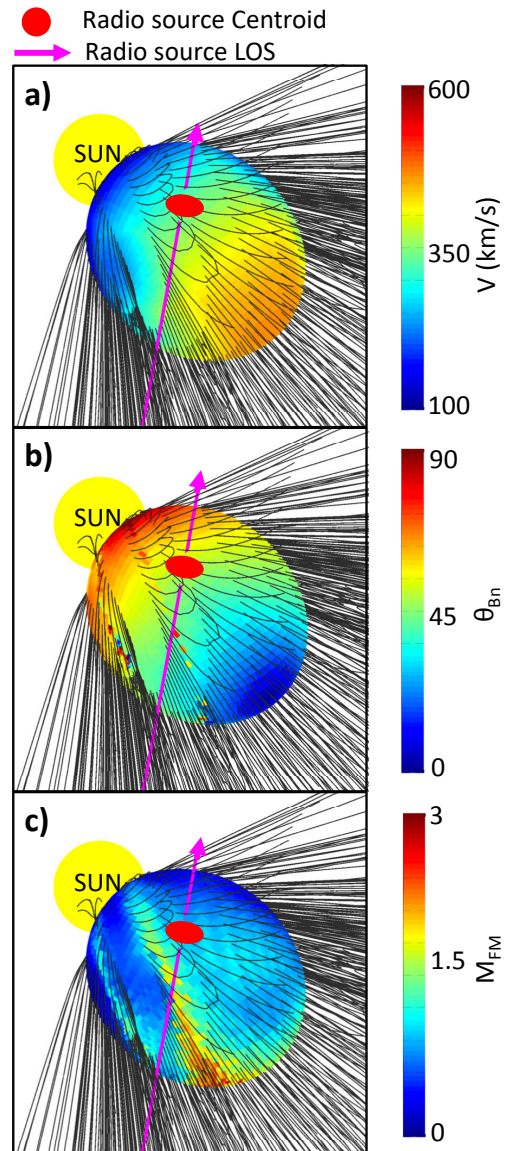 Radio source Centroid
Radio source LOS
a)
SUN
600
350
100
V (km/s)
b)
SUN
90
45
0
θBn
c)
SUN
3
1.5
0
MFM